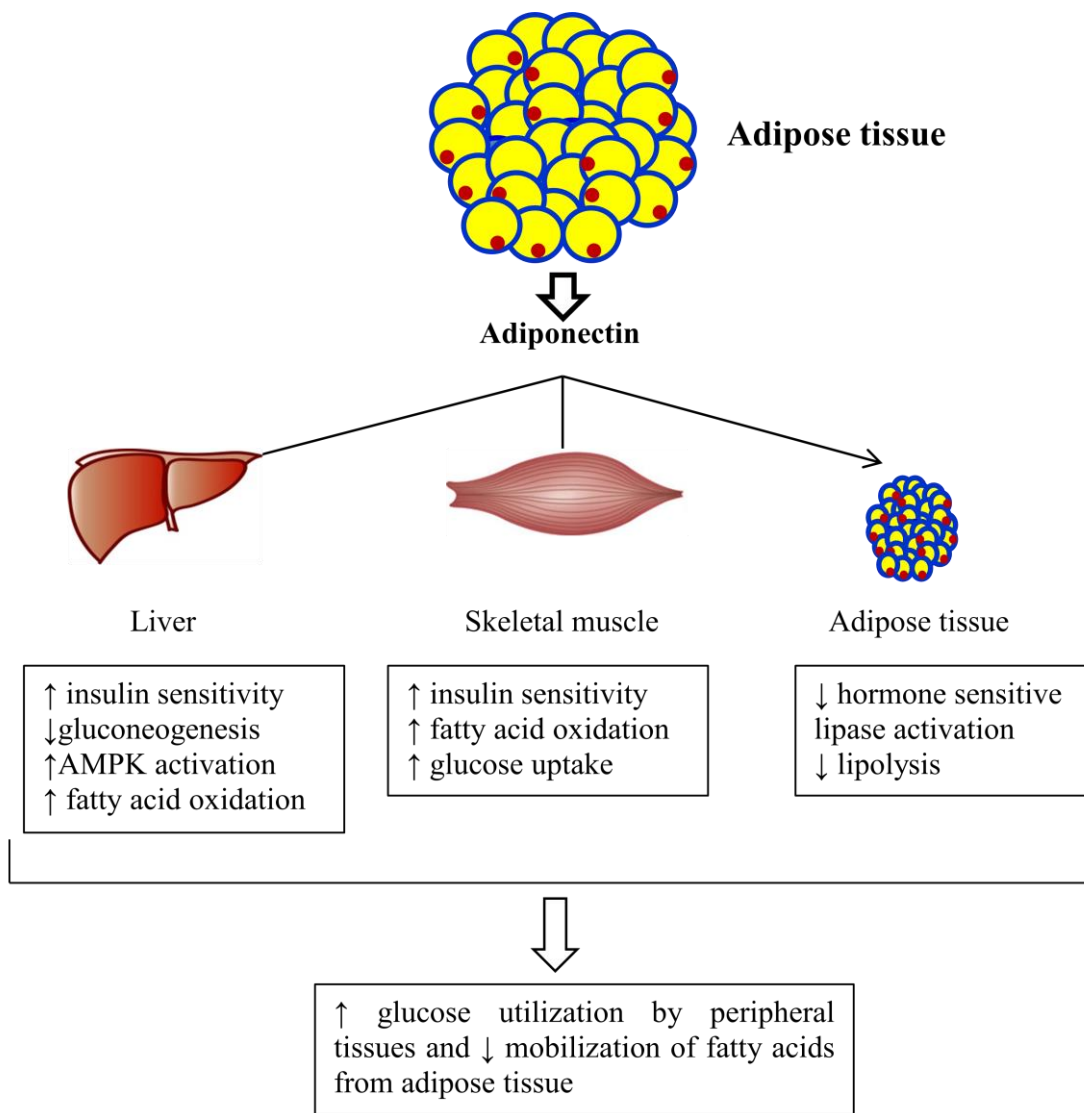 Adipose tissue
Adiponectin
Liver
Skeletal muscle
Adipose tissue
↑ insulin sensitivity
↓gluconeogenesis
↑AMPK activation
↑ fatty acid oxidation
↑ insulin sensitivity
↑ fatty acid oxidation
↑ glucose uptake
↓ hormone sensitive
lipase activation
↓ lipolysis
↑ glucose utilization by peripheral
tissues and ↓ mobilization of fatty acids
from adipose tissue